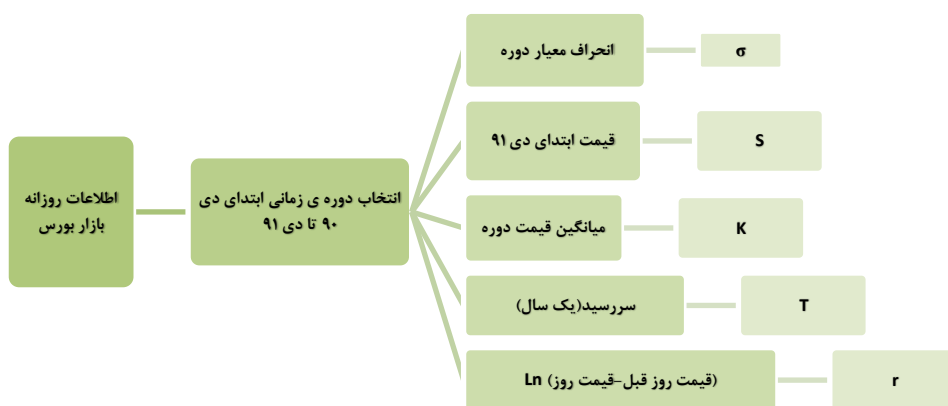 اطلاعات روزانه
بازار بورس
انتخاب دوره ی زمانی ابتدای دی
۹۰ تا دی ۹۱
انحراف معیار دوره
σ
قیمت ابتدای دی ۹۱
S
میانگین قیمت دوره
K
سررسید(یک سال)
T
(قیمت روز قبل-قیمت روز) Ln
r